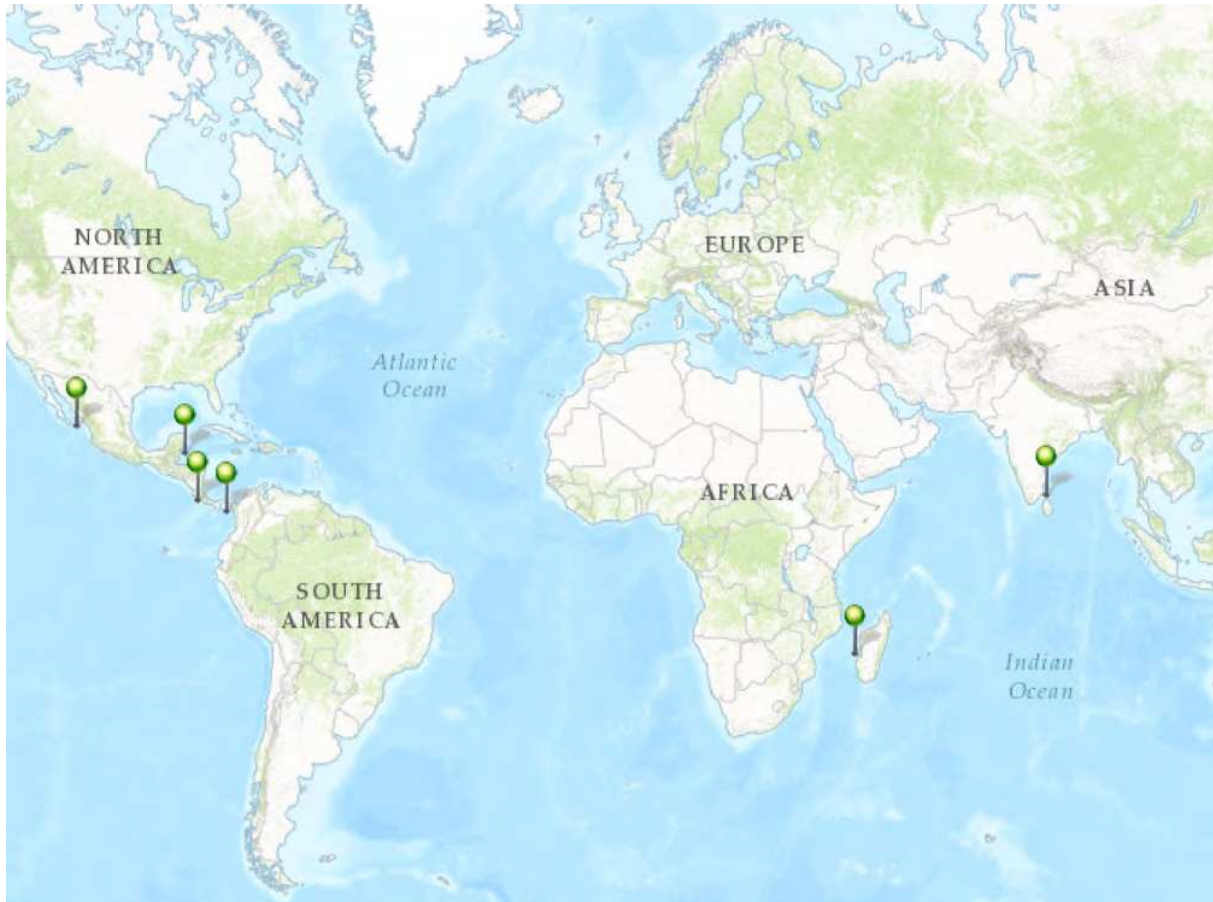 NORTH
AMERICA
EUROPE
ASIA
Atlantic
Ocean
AFRICA
SOUTH
AMERICA
Indian
Ocean